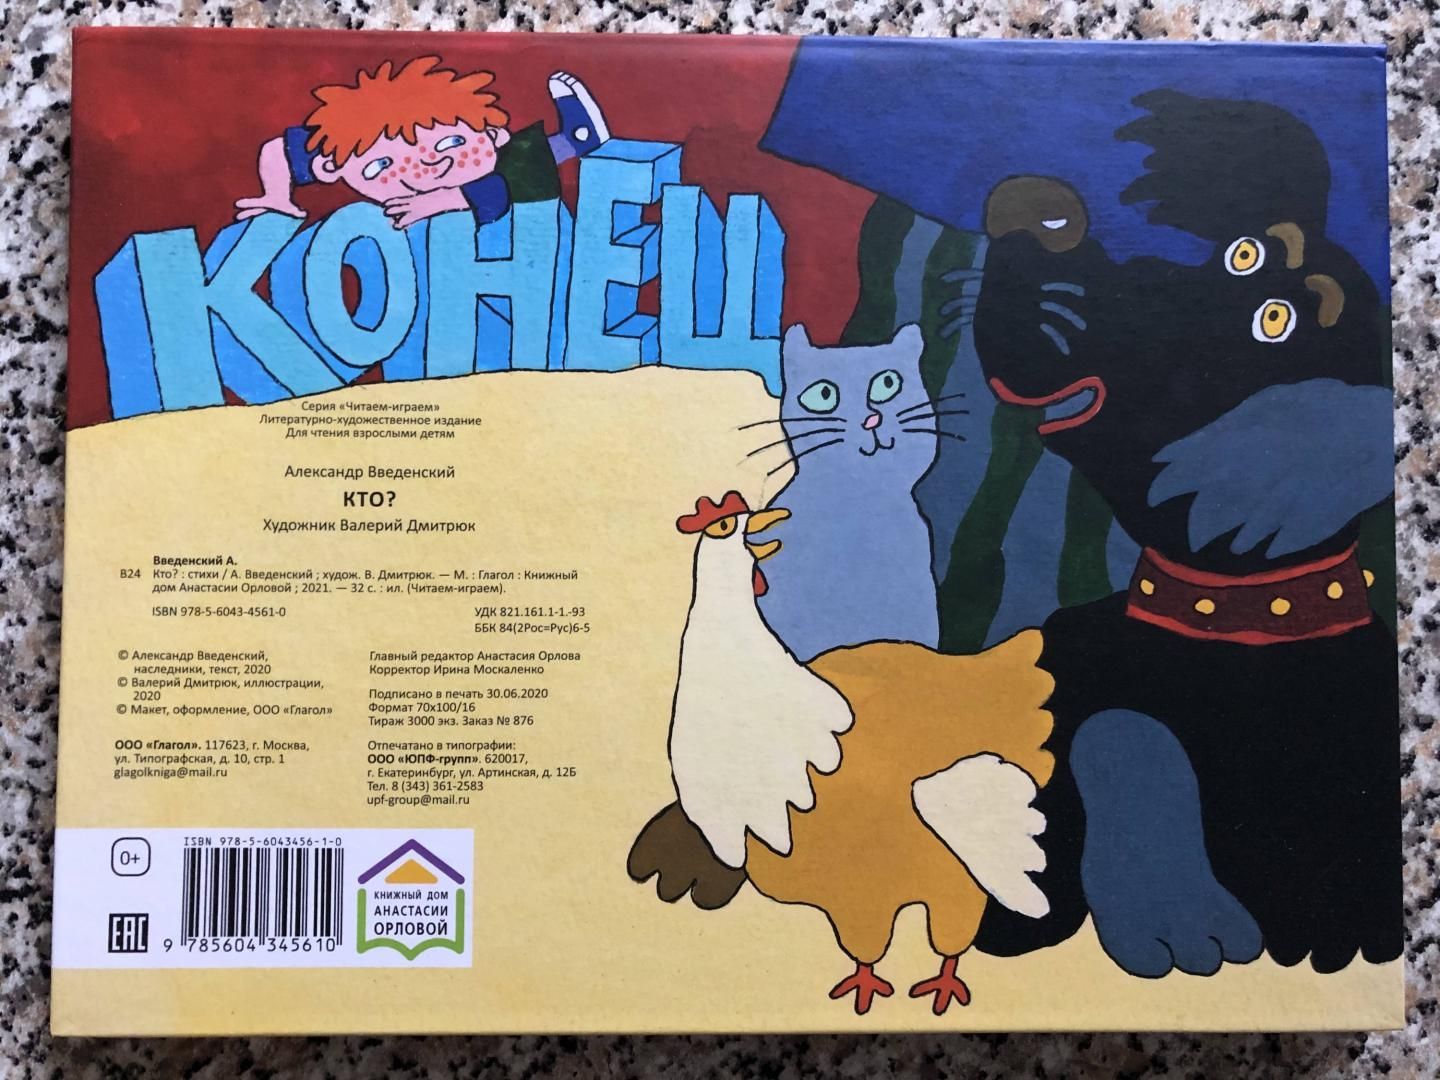 КОНЕЦ
Серия «Читаем-играем»
Литературно-художественное издание
Для чтения взрослыми детям
Александр Введенский
КТО?
Художник Валерий Дмитрюк
Введенский А.
В24 Кто? : стихи / А. Введенский ; худож. В. Дмитрюк. — М. : Глагол : Книжный
дом Анастасии Орловой ; 2021. — 32 с. : ил. (Читаем-играем).
ISBN 978-5-6043-4561-0
УДК 821.161.1-1.-93
ББК 84(2Рос=Рус)6-5
© Александр Введенский,
наследники, текст, 2020
© Валерий Дмитрюк, иллюстрации,
2020
© Макет, оформление, ООО «Глагол»
Главный редактор Анастасия Орлова
Корректор Ирина Москаленко
Подписано в печать 30.06.2020
Формат 70х100/16
Тираж 3000 экз. Заказ № 876
ООО «Глагол». 117623, г. Москва,
ул. Типографская, д. 10, стр. 1
glagolkniga@mail.ru
Отпечатано в типографии:
ООО «ЮПФ-групп». 620017,
г. Екатеринбург, ул. Артинская, д. 12Б
Тел. 8 (343) 361-2583
upf-group@mail.ru
0+
EAC
ISBN 978-5-6043456-1-0
9 785604 345610
КНИЖНЫЙ ДОМ
АНАСТАСИИ
ОРЛОВОЙ